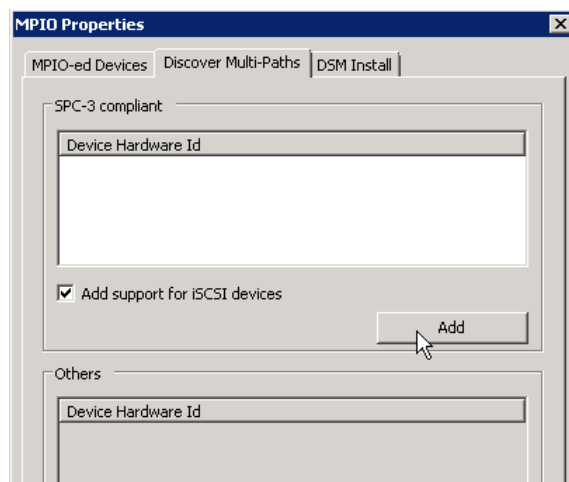 MPIO Properties
MPIO-ed Devices Discover Multi-Paths DSM Install
SPC-3 compliant
Device Hardware Id
Add support for iSCSI devices
Add
Others
Device Hardware Id